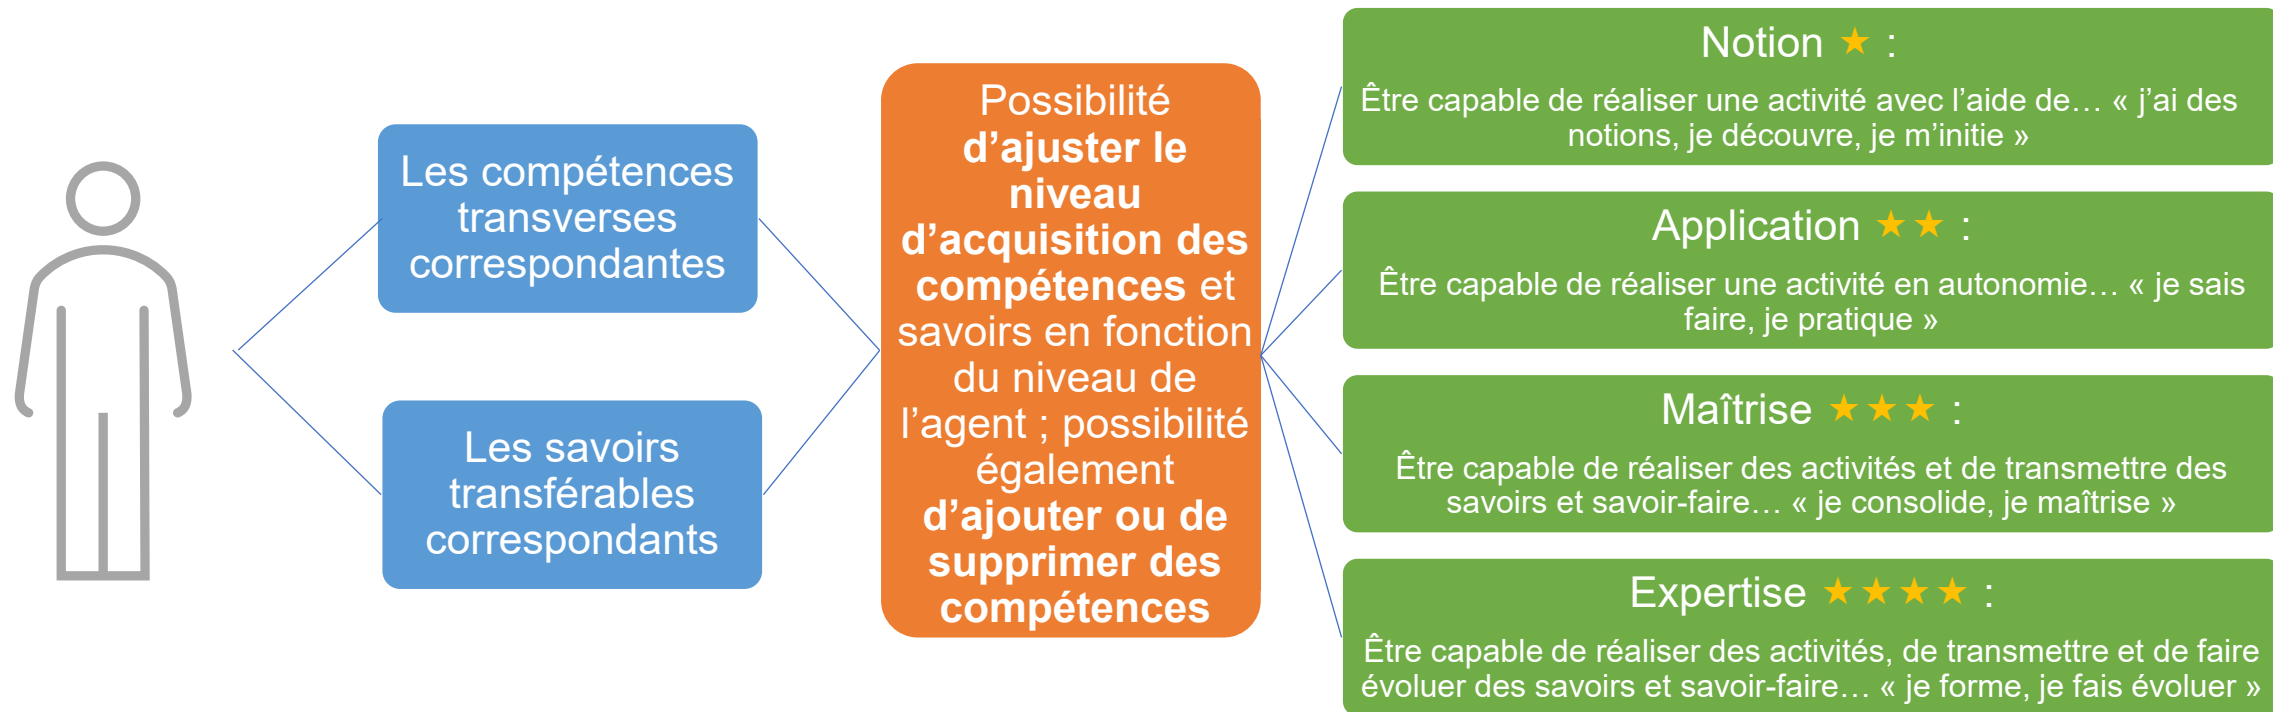 Les compétences
transverses
correspondantes
Les savoirs
transférables
correspondants
Possibilité
d’ajuster le
niveau
d’acquisition des
compétences et
savoirs en fonction
du niveau de
l’agent ; possibilité
également
d’ajouter ou de
supprimer des
compétences
Notion ★ :
Être capable de réaliser une activité avec l’aide de… « j’ai des
notions, je découvre, je m’initie »
Application ★★ :
Être capable de réaliser une activité en autonomie… « je sais
faire, je pratique »
Maîtrise ★★★ :
Être capable de réaliser des activités et de transmettre des
savoirs et savoir-faire… « je consolide, je maîtrise »
Expertise ★★★★ :
Être capable de réaliser des activités, de transmettre et de faire
évoluer des savoirs et savoir-faire… « je forme, je fais évoluer »